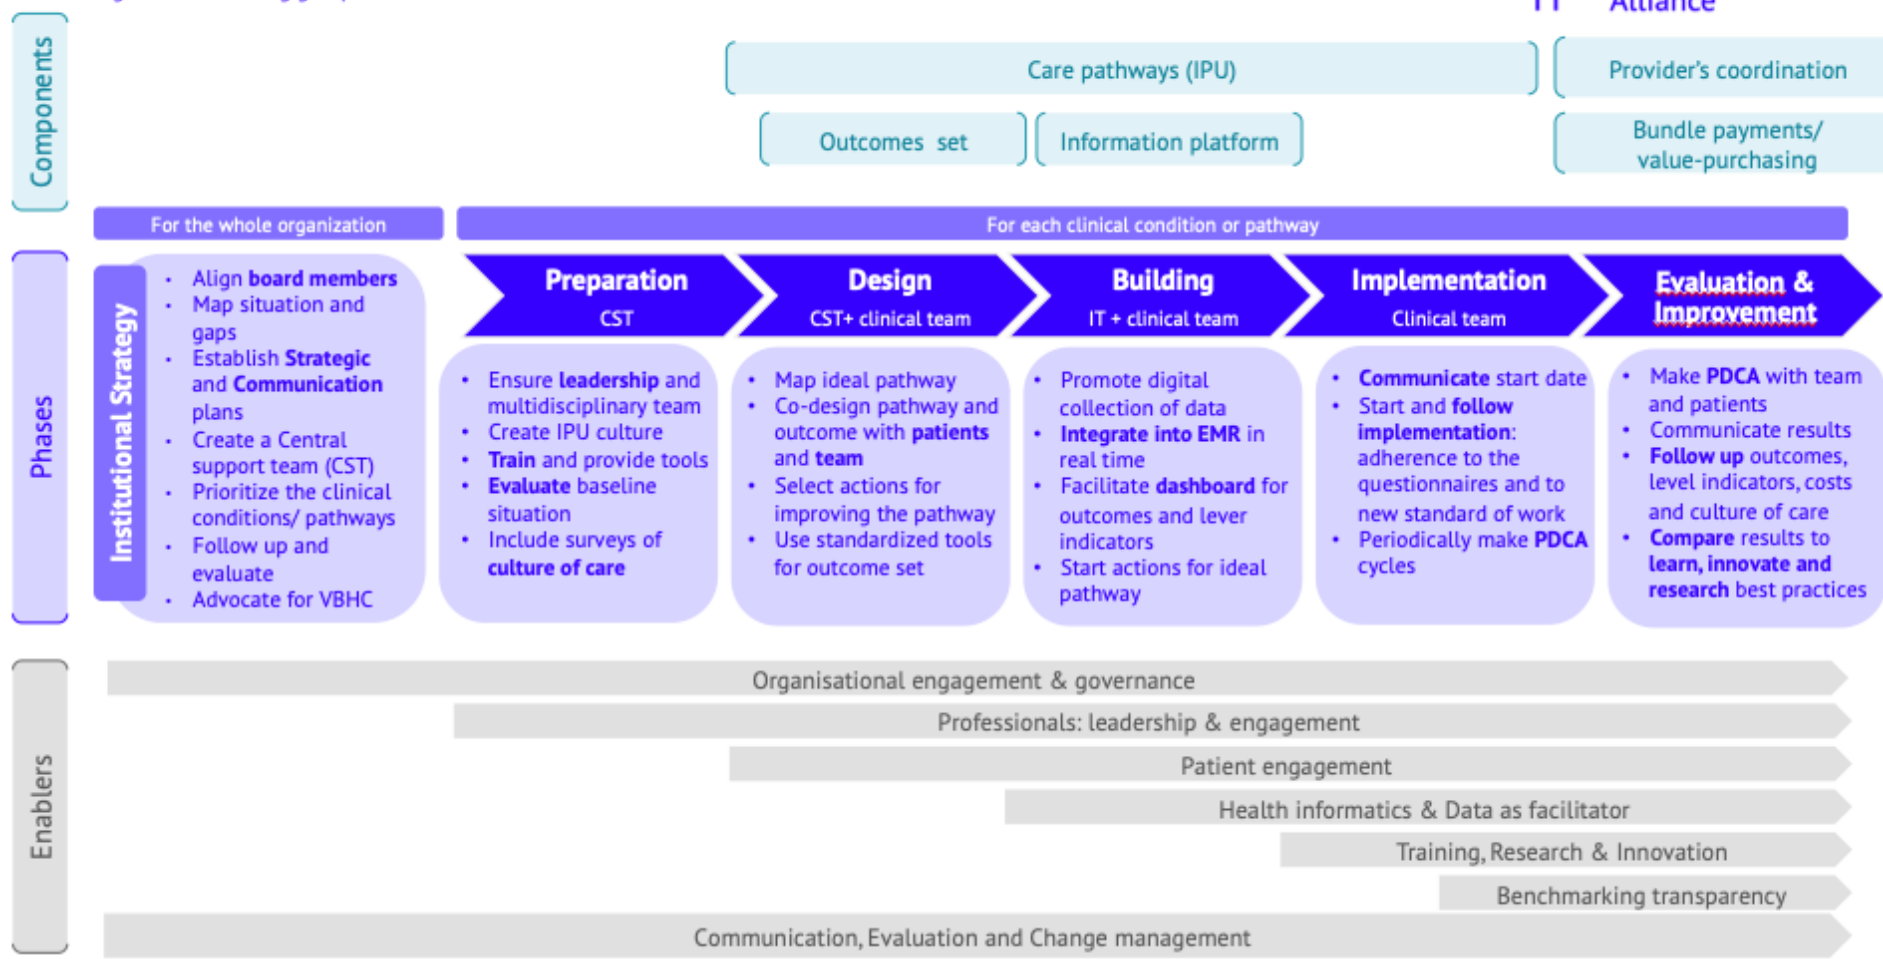 Alliance
Components
Care pathways (IPU)
Provider's coordination
Outcomes set
Information platform
Bundle payments/
value-purchasing
For the whole organization
For each clinical condition or pathway
Phases
Institutional Strategy
• Align board members
• Map situation and
gaps
• Establish Strategic
and Communication
plans
• Create a Central
support team (CST)
• Prioritize the clinical
conditions/ pathways
• Follow up and
evaluate
• Advocate for VBHC
Preparation
CST
• Ensure leadership and
multidisciplinary team
• Create IPU culture
• Train and provide tools
• Evaluate baseline
situation
• Include surveys of
culture of care
Design
CST+ clinical team
• Map ideal pathway
• Co-design pathway and
outcome with patients
and team
• Select actions for
improving the pathway
• Use standardized tools
for outcome set
Building
IT + clinical team
• Promote digital
collection of data
• Integrate into EMR in
real time
• Facilitate dashboard for
outcomes and lever
indicators
• Start actions for ideal
pathway
Implementation
Clinical team
• Communicate start date
• Start and follow
implementation:
adherence to the
questionnaires and to
new standard of work
• Periodically make PDCA
cycles
Evaluation &
Improvement
• Make PDCA with team
and patients
• Communicate results
• Follow up outcomes,
level indicators, costs
and culture of care
• Compare results to
learn, innovate and
research best practices
Enablers
Organisational engagement & governance
Professionals: leadership & engagement
Patient engagement
Health informatics & Data as facilitator
Training, Research & Innovation
Benchmarking transparency
Communication, Evaluation and Change management